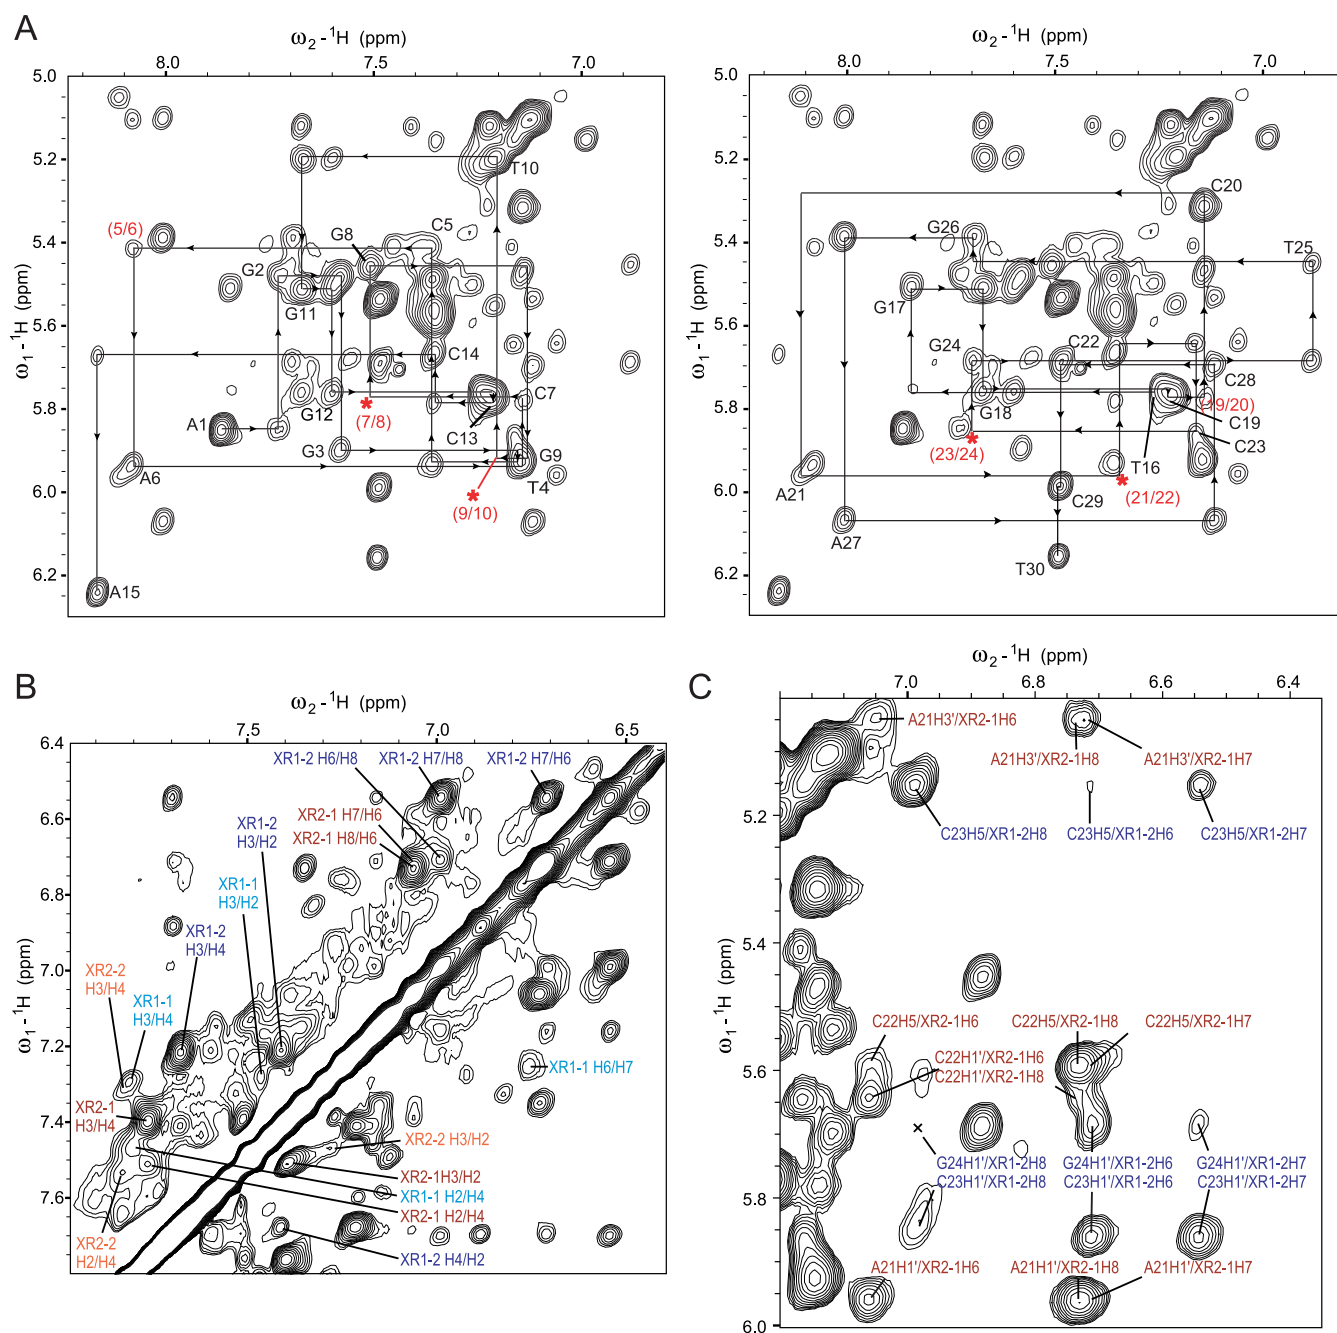 A
ω2 - 1H (ppm)
8.0 7.5 7.0
5.0
5.2
5.4
5.6
5.8
6.0
6.2
ω1 - 1H (ppm)
T10
(5/6)
G8
C5
G2
G11
C14
G12
(7/8)
C7
A1
C13
G3
G9
A6
T4
(9/10)
A15
ω2 - 1H (ppm)
8.0 7.5 7.0
5.0
5.2
5.4
5.6
5.8
6.0
6.2
ω1 - 1H (ppm)
C20
G26
T25
G17
C22
G24
C28
G18
(19/20)
C19
C23
(23/24)
T16
A21
(21/22)
C29
A27
T30
B
ω2 - 1H (ppm)
7.5 7.0 6.5
6.4
6.6
6.8
7.0
7.2
7.4
7.6
ω1 - 1H (ppm)
XR1-2 H6/H8
XR1-2 H7/H8
XR1-2 H7/H6
XR2-1 H7/H6
XR2-1 H8/H6
XR1-2
H3/H2
XR1-1
H3/H2
XR1-2
H3/H4
XR2-2
H3/H4
XR1-1
H3/H4
XR1-1 H6/H7
XR2-1
H3/H4
XR2-2 H3/H2
XR2-1H3/H2
XR1-1 H2/H4
XR2-1 H2/H4
XR2-2
H2/H4
XR1-2 H4/H2
C
ω2 - 1H (ppm)
7.0 6.8 6.6 6.4
5.2
5.4
5.6
5.8
6.0
ω1 - 1H (ppm)
A21H3'/XR2-1H6
A21H3'/XR2-1H8
A21H3'/XR2-1H7
C23H5/XR1-2H8
C23H5/XR1-2H6
C23H5/XR1-2H7
C22H5/XR2-1H6
C22H5/XR2-1H8
C22H5/XR2-1H7
C22H1'/XR2-1H6
C22H1'/XR2-1H8
G24H1'/XR1-2H8
G24H1'/XR1-2H6
G24H1'/XR1-2H7
C23H1'/XR1-2H8
C23H1'/XR1-2H6
C23H1'/XR1-2H7
A21H1'/XR2-1H6
A21H1'/XR2-1H8
A21H1'/XR2-1H7